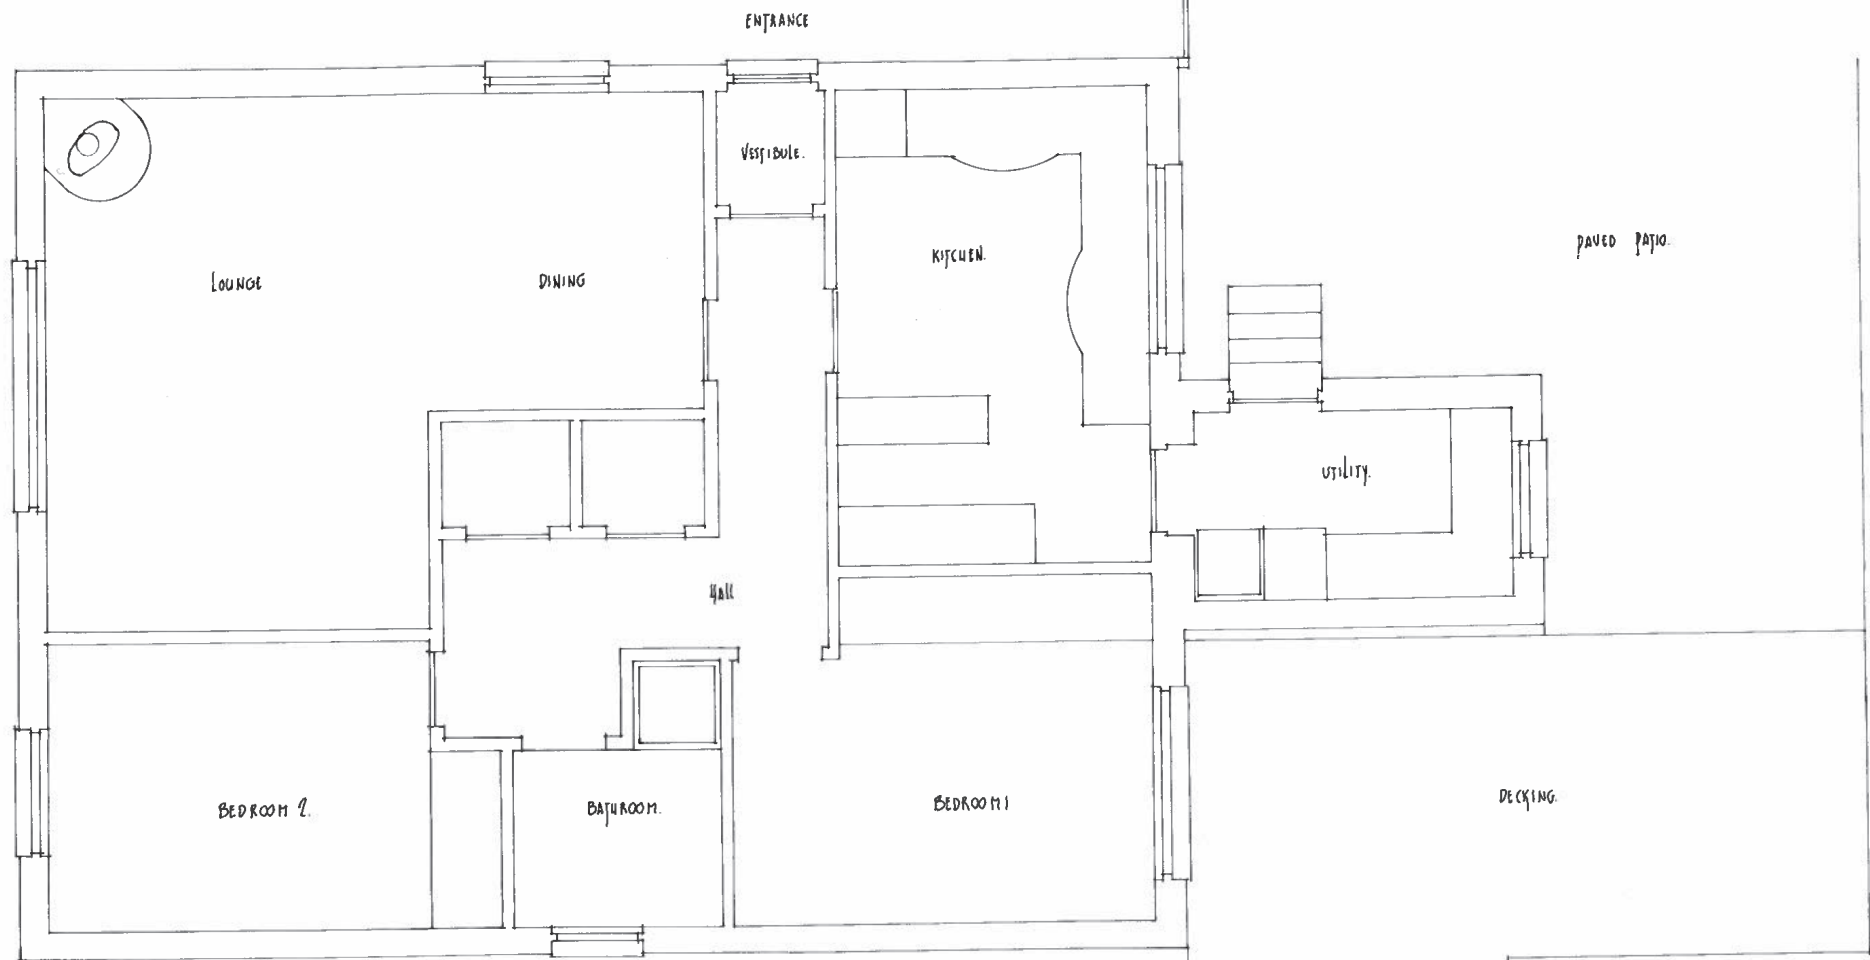 ENTRANCE
VESTIBULE.
KITCHEN.
PAVED PATIO.
LOUNGE
DINING
UTILITY.
HALL
BEDROOM 2.
BATHROOM.
BEDROOM 1
DECKING.